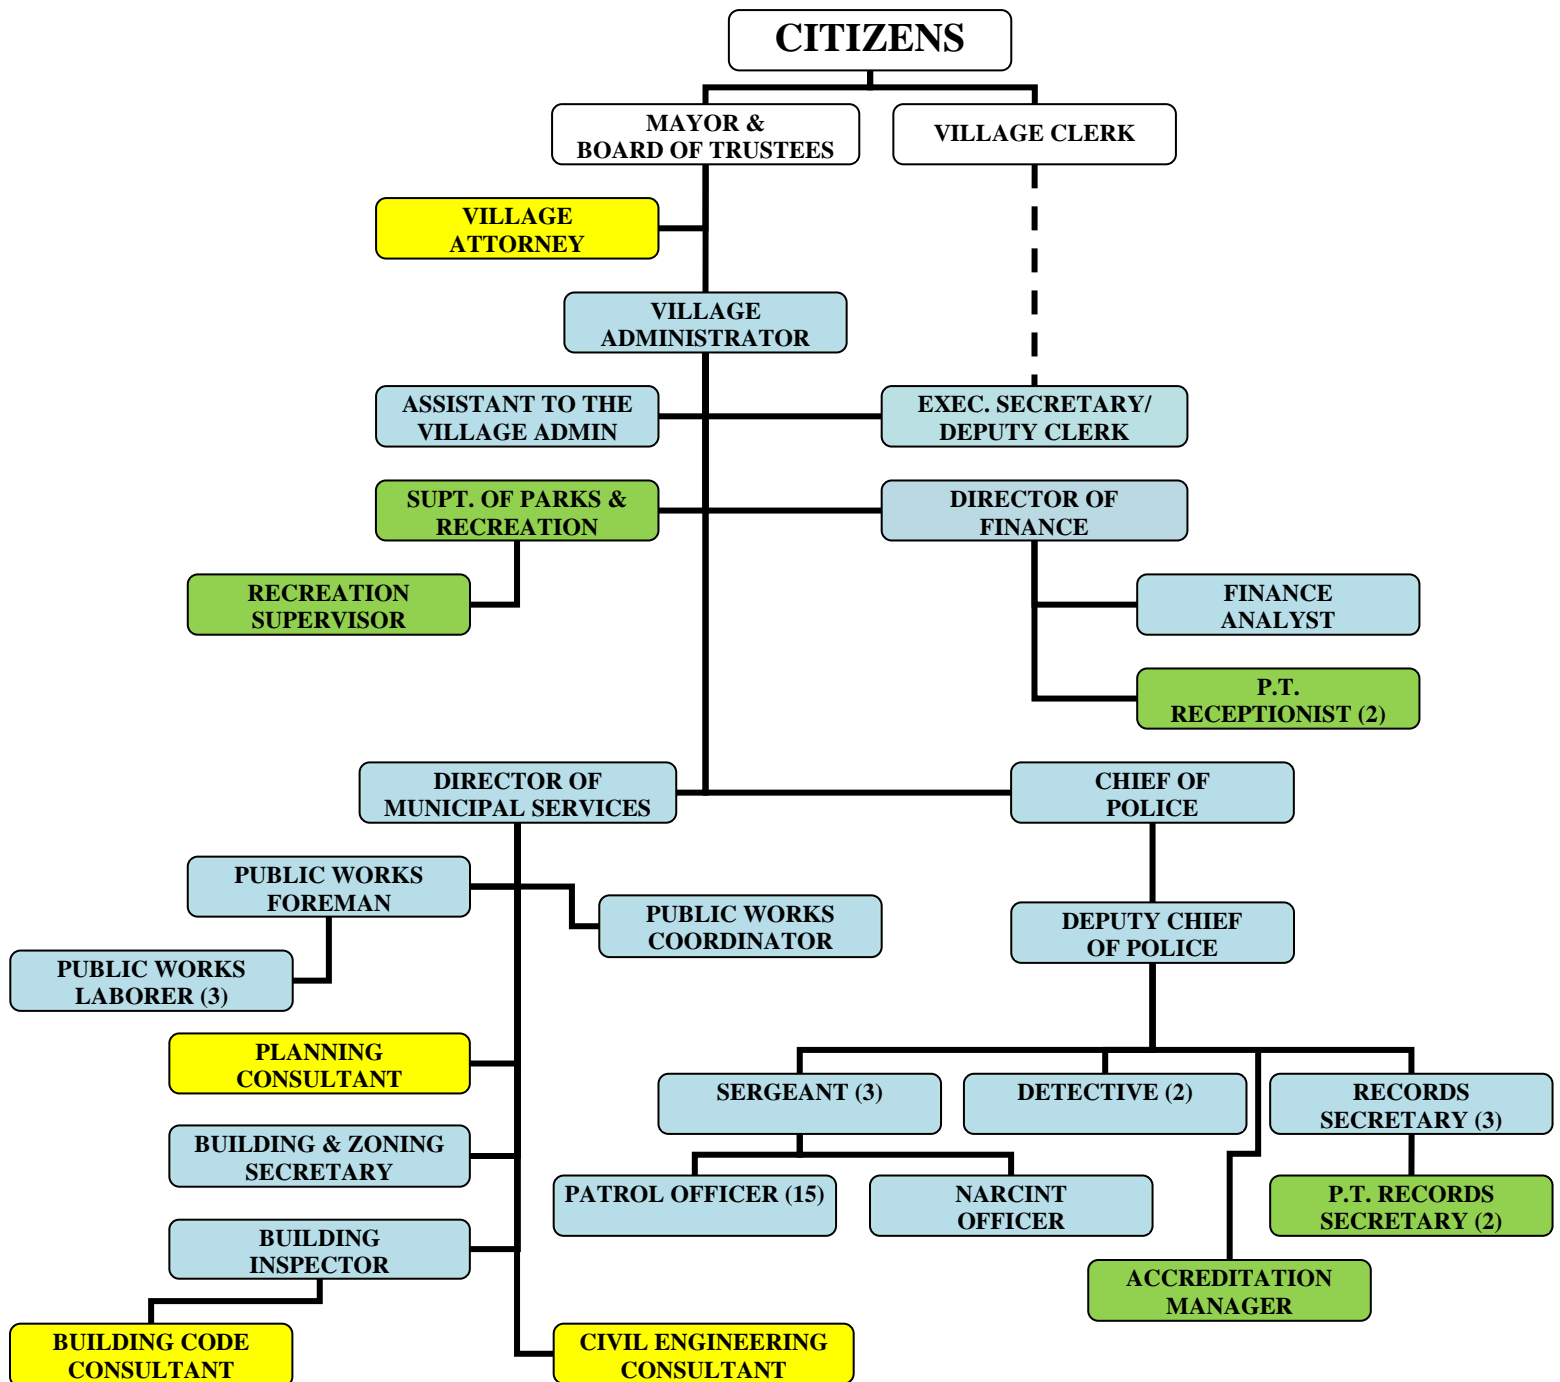 CITIZENS
MAYOR &
BOARD OF TRUSTEES
VILLAGE CLERK
VILLAGE
ATTORNEY
VILLAGE
ADMINISTRATOR
ASSISTANT TO THE
VILLAGE ADMIN
EXEC. SECRETARY/
DEPUTY CLERK
SUPT. OF PARKS &
RECREATION
DIRECTOR OF
FINANCE
RECREATION
SUPERVISOR
FINANCE
ANALYST
P.T.
RECEPTIONIST (2)
DIRECTOR OF
MUNICIPAL SERVICES
CHIEF OF
POLICE
PUBLIC WORKS
FOREMAN
PUBLIC WORKS
COORDINATOR
DEPUTY CHIEF
OF POLICE
PUBLIC WORKS
LABORER (3)
PLANNING
CONSULTANT
SERGEANT (3)
DETECTIVE (2)
RECORDS
SECRETARY (3)
BUILDING & ZONING
SECRETARY
PATROL OFFICER (15)
NARCINT
OFFICER
P.T. RECORDS
SECRETARY (2)
BUILDING
INSPECTOR
ACCREDITATION
MANAGER
BUILDING CODE
CONSULTANT
CIVIL ENGINEERING
CONSULTANT